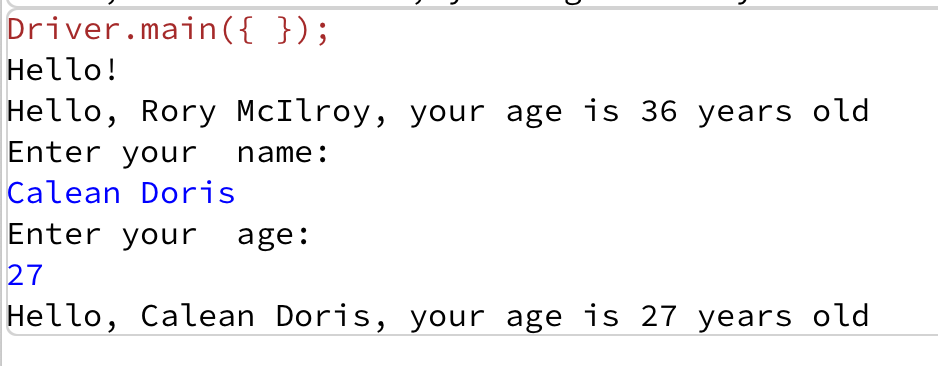 Driver.main({ });
Hello!
Hello, Rory McIlroy, your age is 36 years old
Enter your  name:
Calean Doris
Enter your  age:
27
Hello, Calean Doris, your age is 27 years old